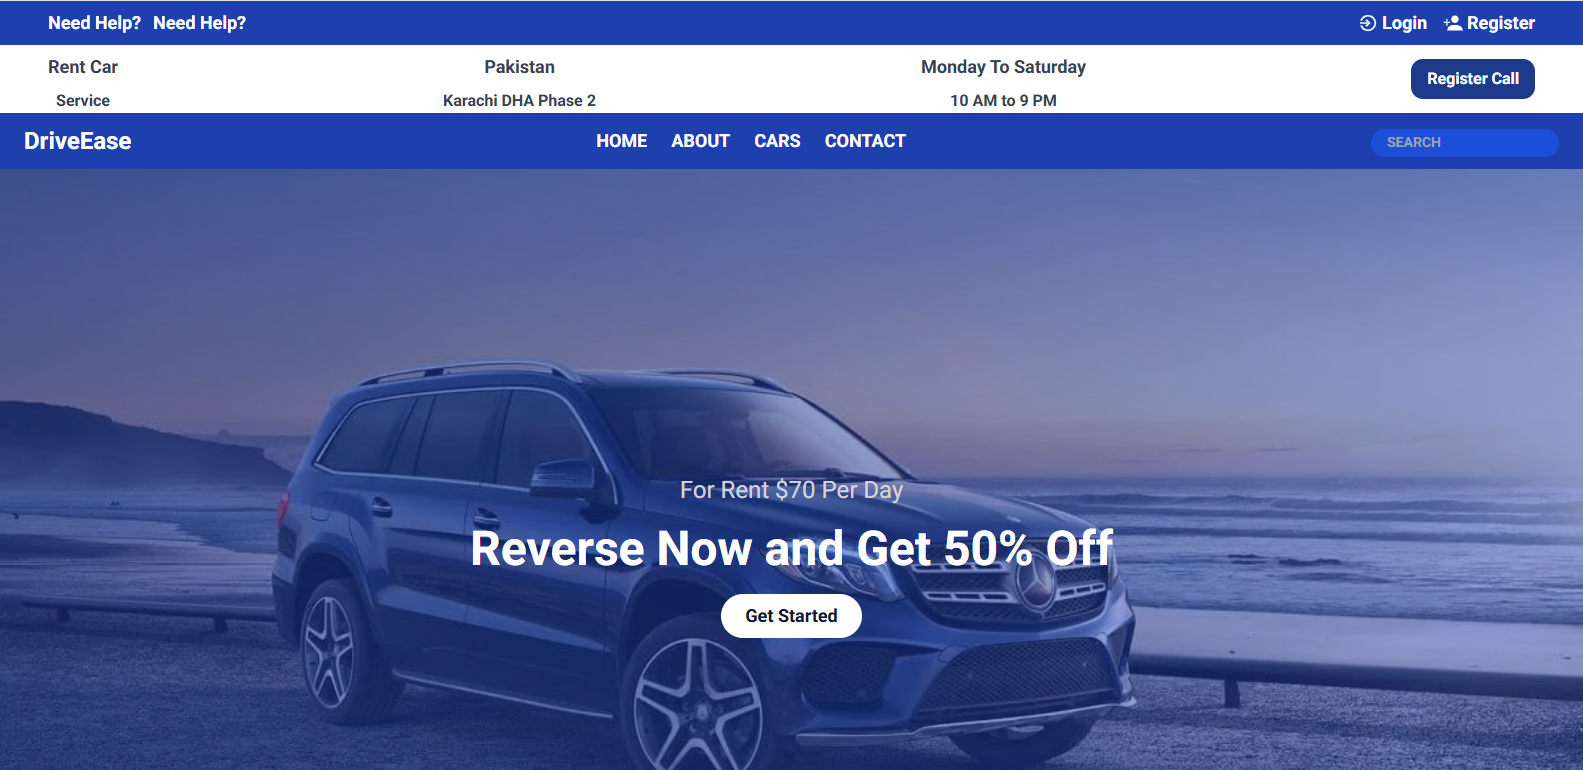 Need Help? Need Help? Login Register
Rent Car Pakistan Monday To Saturday Register Call
Service Karachi DHA Phase 2 10 AM to 9 PM
DriveEase HOME ABOUT CARS CONTACT SEARCH
For Rent $70 Per Day
Reverse Now and Get 50% Off
Get Started